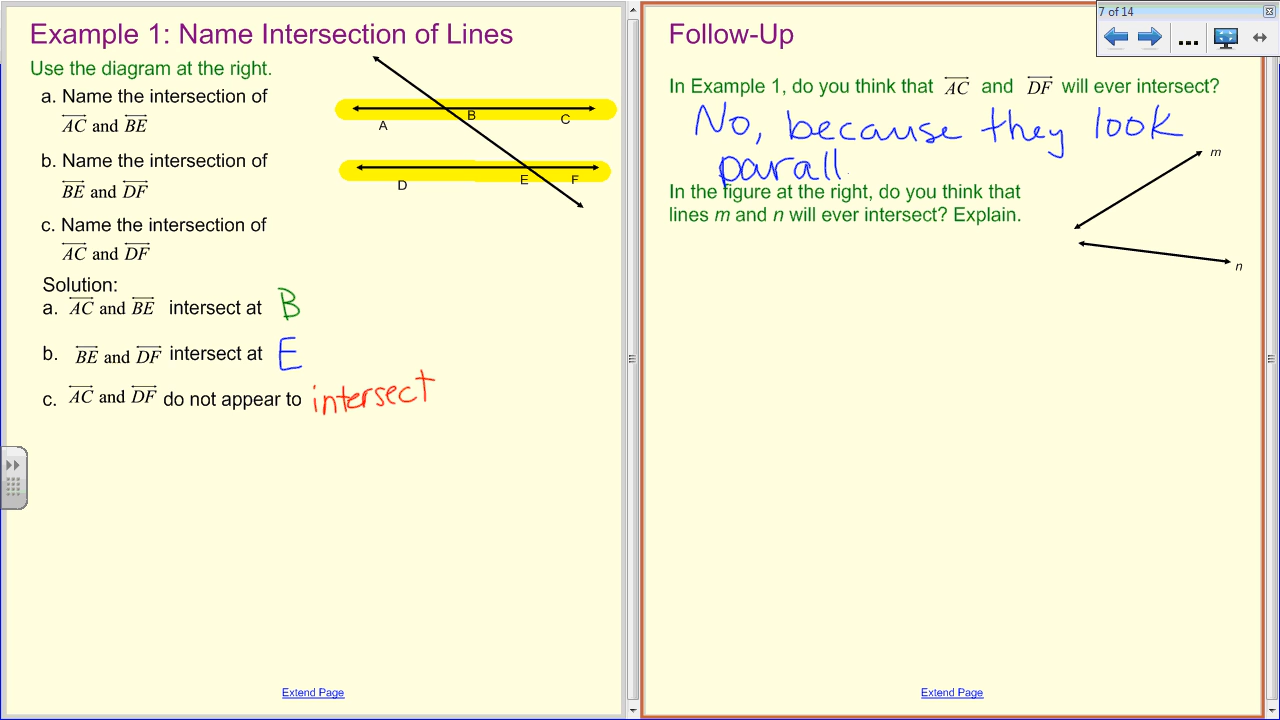 Example 1: Name Intersection of Lines
Use the diagram at the right.
a. Name the intersection of
AC and BE
b. Name the intersection of
BE and DF
c. Name the intersection of
AC and DF
A
B
C
D
E
F
Solution:
a. AC and BE intersect at B
b. BE and DF intersect at E
c. AC and DF do not appear to intersect
Extend Page
7 of 14
Follow-Up
In Example 1, do you think that AC and DF will ever intersect?
No, because they look
parall
In the figure at the right, do you think that
lines m and n will ever intersect? Explain.
m
n
Extend Page